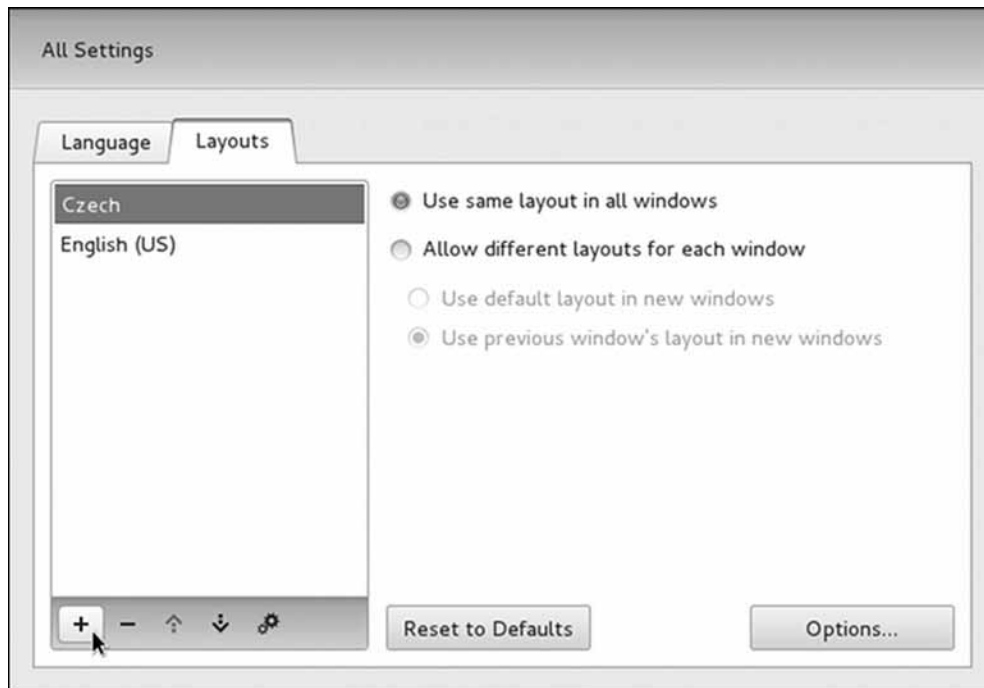 All Settings
Language
Layouts
Czech
English (US)
Use same layout in all windows
Allow different layouts for each window
Use default layout in new windows
Use previous window's layout in new windows
Reset to Defaults
Options...